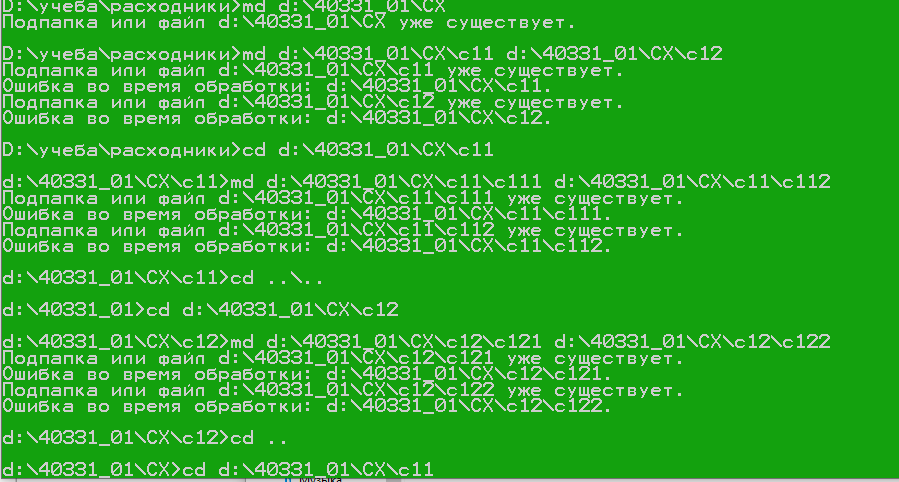 D:\учеба\расходники>md d:\40331_01\CX
Подпапка или файл d:\40331_01\CX уже существует.
D:\учеба\расходники>md d:\40331_01\CX\c11 d:\40331_01\CX\c12
Подпапка или файл d:\40331_01\CX\c11 уже существует.
Ошибка во время обработки: d:\40331_01\CX\c11.
Подпапка или файл d:\40331_01\CX\c12 уже существует.
Ошибка во время обработки: d:\40331_01\CX\c12.
D:\учеба\расходники>cd d:\40331_01\CX\c11
d:\40331_01\CX\c11>md d:\40331_01\CX\c11\c111 d:\40331_01\CX\c11\c112
Подпапка или файл d:\40331_01\CX\c11\c111 уже существует.
Ошибка во время обработки: d:\40331_01\CX\c11\c111.
Подпапка или файл d:\40331_01\CX\c11\c112 уже существует.
Ошибка во время обработки: d:\40331_01\CX\c11\c112.
d:\40331_01\CX\c11>cd ..\..
d:\40331_01>cd d:\40331_01\CX\c12
d:\40331_01\CX\c12>md d:\40331_01\CX\c12\c121 d:\40331_01\CX\c12\c122
Подпапка или файл d:\40331_01\CX\c12\c121 уже существует.
Ошибка во время обработки: d:\40331_01\CX\c12\c121.
Подпапка или файл d:\40331_01\CX\c12\c122 уже существует.
Ошибка во время обработки: d:\40331_01\CX\c12\c122.
d:\40331_01\CX\c12>cd ..
d:\40331_01\CX>cd d:\40331_01\CX\c11
Музыка